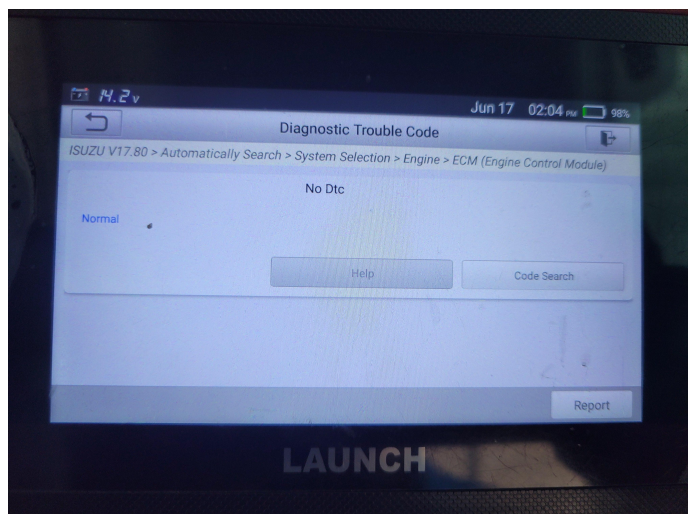 14.2v
Jun 17 02:04 PM 98%
Diagnostic Trouble Code
ISUZU V17.80 > Automatically Search > System Selection > Engine > ECM (Engine Control Module)
No Dtc
Normal
Help
Code Search
Report
LAUNCH